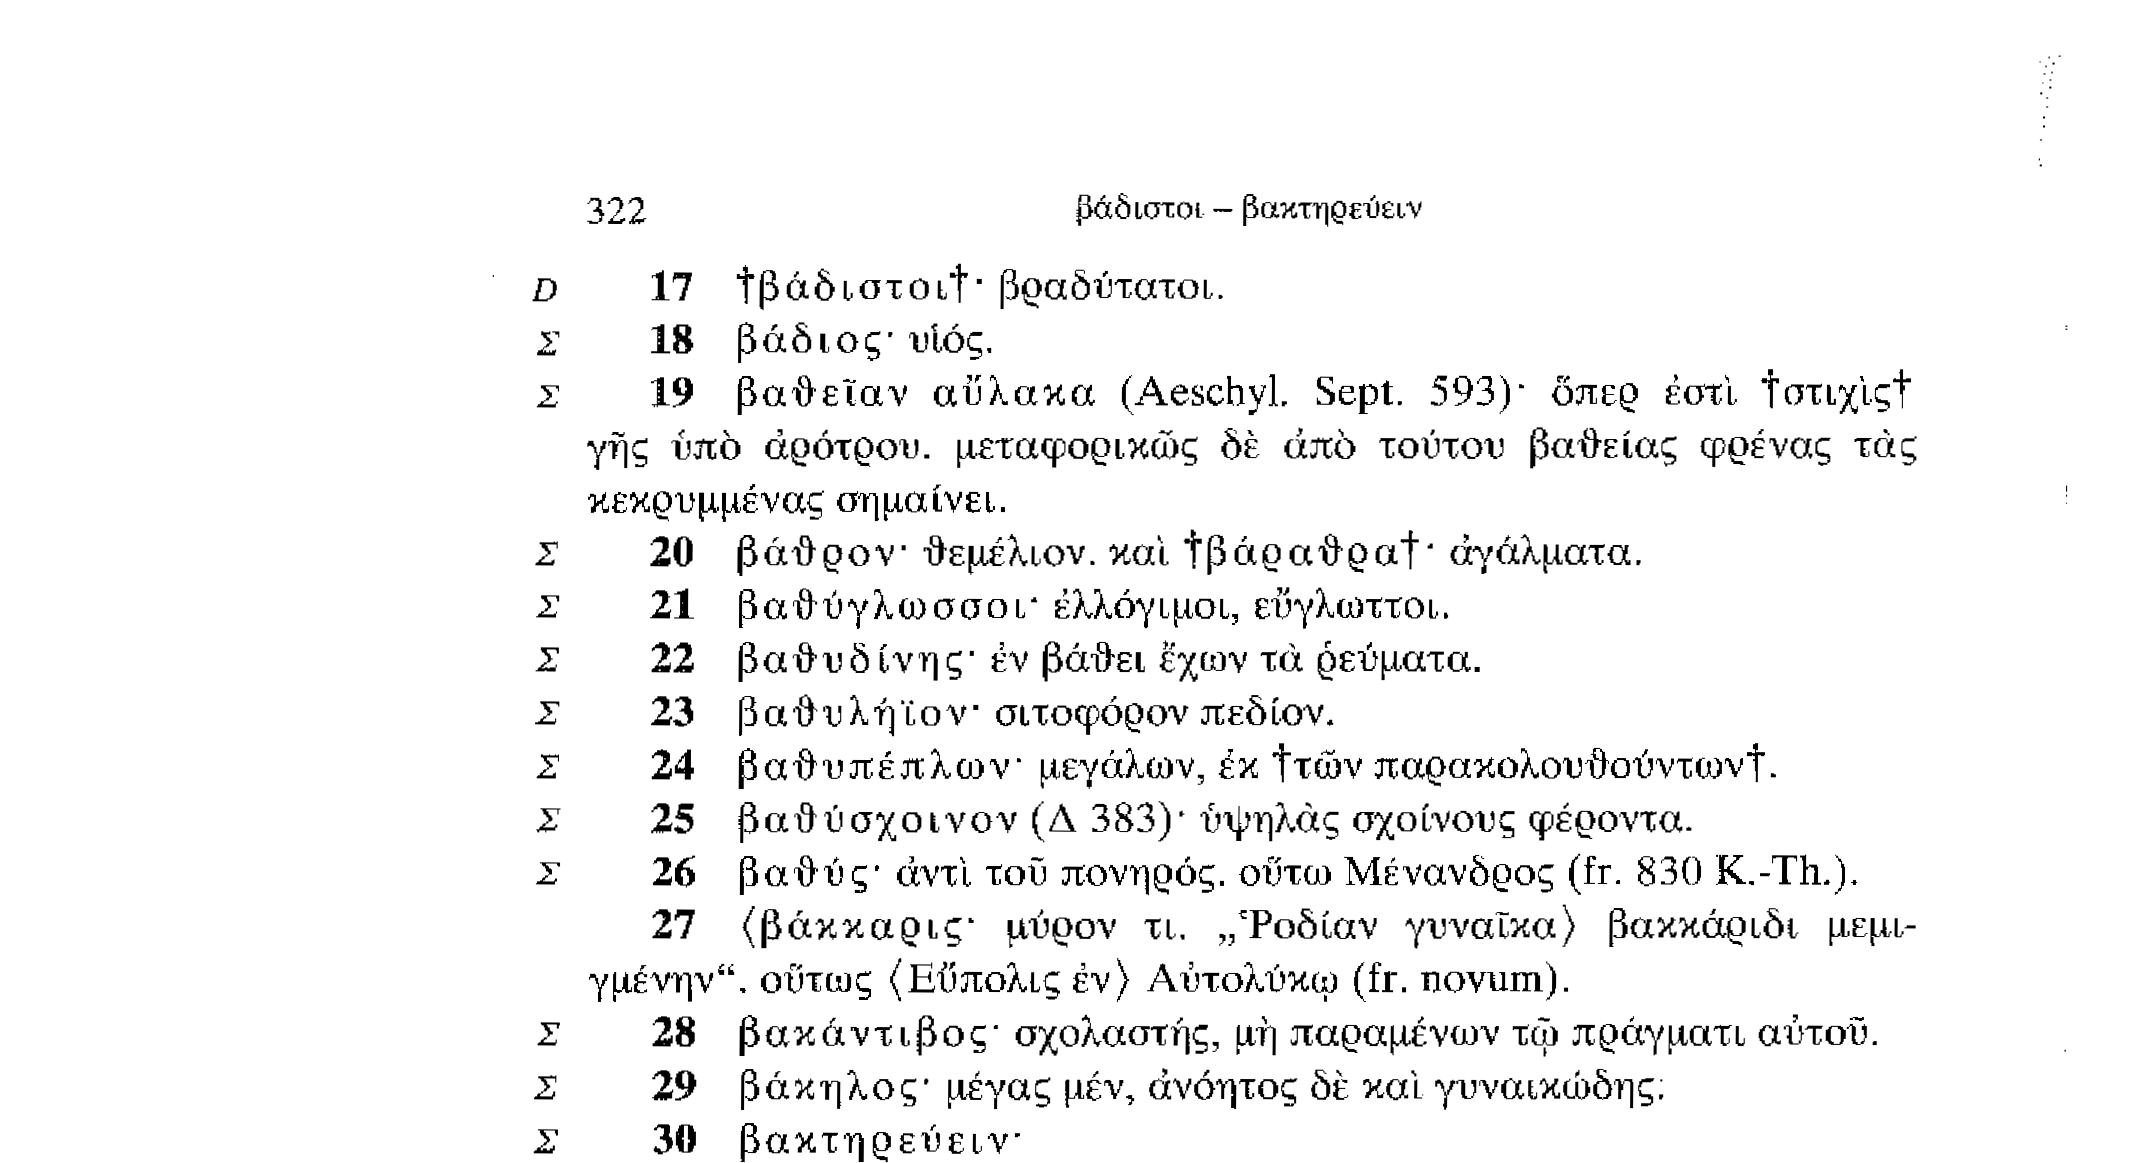 322 βάδιστοι – βακτηρεύειν
D 17 †βάδιστοι†· βραδύτατοι.
Σ 18 βάδιος· υἱός.
Σ 19 βαϑεῖαν αὔλακα (Aeschyl. Sept. 593)· ὅπερ ἐστὶ †στιχὶς†
γῆς ὑπὸ ἀρότρου. μεταφορικῶς δὲ ἀπὸ τούτου βαϑείας φρένας τὰς
κεκρυμμένας σημαίνει.
Σ 20 βάϑρον· ϑεμέλιον. καὶ †βάραϑρα†· ἀγάλματα.
Σ 21 βαϑύγλωσσοι· ἐλλόγιμοι, εὔγλωττοι.
Σ 22 βαϑυδίνης· ἐν βάϑει ἔχων τὰ ῥεύματα.
Σ 23 βαϑυλήϊον· σιτοφόρον πεδίον.
Σ 24 βαϑυπέπλων· μεγάλων, ἐκ †τῶν παρακολουϑούντων†.
Σ 25 βαϑύσχοινον (Δ 383)· ὑψηλὰς σχοίνους φέροντα.
Σ 26 βαϑύς· ἀντὶ τοῦ πονηρός. οὕτω Μένανδρος (fr. 830 K.-Th.).
27 ⟨βάκκαρις· μύρον τι. „Ῥοδίαν γυναῖκα⟩ βακκάριδι μεμι-
γμένην“. οὕτως ⟨Εὔπολις ἐν⟩ Αὐτολύκῳ (fr. novum).
Σ 28 βακάντιβος· σχολαστής, μὴ παραμένων τῷ πράγματι αὐτοῦ.
Σ 29 βάκηλος· μέγας μέν, ἀνόητος δὲ καὶ γυναικώδης.
Σ 30 βακτηρεύειν·